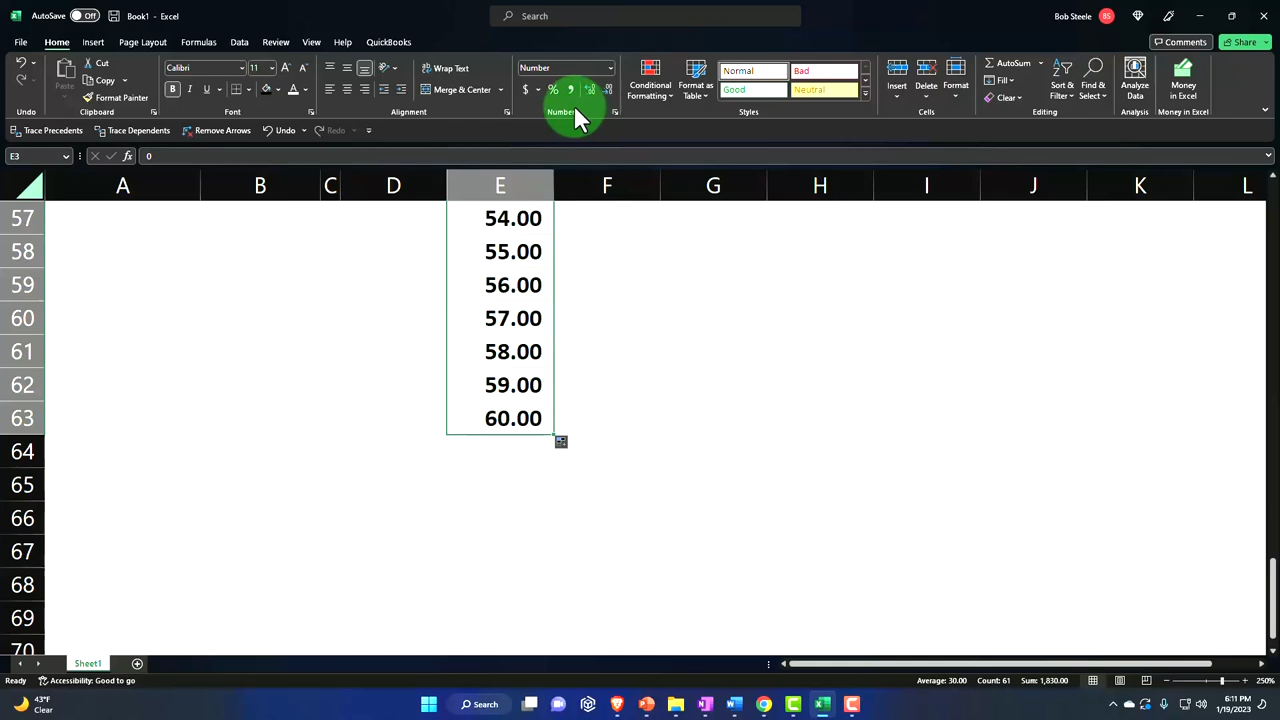 AutoSave Off Book1 - Excel Search Bob Steele BS
File Home Insert Page Layout Formulas Data Review View Help QuickBooks Comments Share
Cut Calibri 11 Wrap Text Number Normal Bad AutoSum
Paste Copy Merge & Center $ % Conditional Formatting Format as Table Good Neutral Insert Delete Format Fill Sort & Filter Find & Select Analyze Data Money in Excel
Format Painter B I U Clear
Undo Clipboard Font Alignment Number Styles Cells Editing Analysis Money in Excel
Trace Precedents Trace Dependents Remove Arrows Undo Redo
E3 fx 0
A B C D E F G H I J K L
57 54.00
58 55.00
59 56.00
60 57.00
61 58.00
62 59.00
63 60.00
64
65
66
67
68
69
70
Sheet1
Ready Accessibility: Good to go Average: 30.00 Count: 61 Sum: 1,830.00 250%
43°F
Clear
Search
6:11 PM
1/19/2023